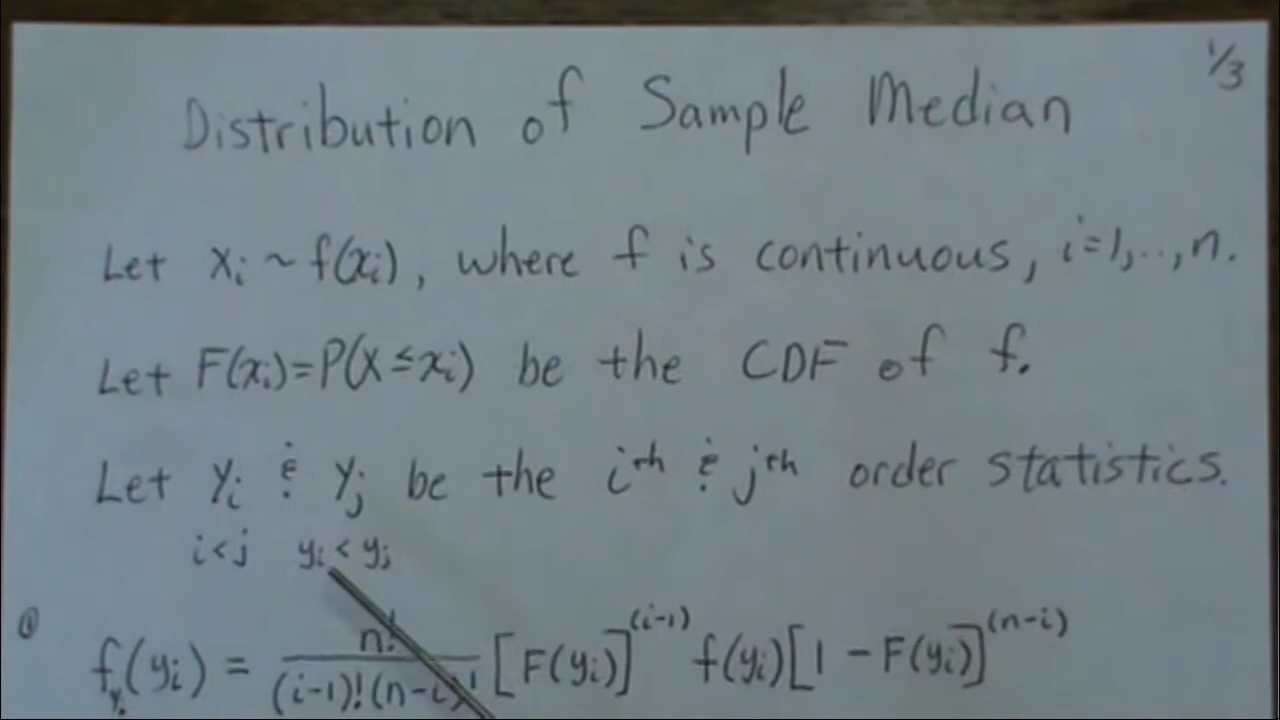 1/3
Distribution of Sample Median
Let xᵢ ~ f(xᵢ), where f is continuous, i=1,...,n.
Let F(xᵢ)=P(X≤xᵢ) be the CDF of f.
Let Yᵢ & Yⱼ be the iᵗʰ & jᵗʰ order statistics.
i<j yᵢ<yⱼ
① f_Yᵢ(yᵢ) = n!/((i-1)!(n-i)!) [F(yᵢ)]^(i-1) f(yᵢ)[1-F(yᵢ)]^(n-i)